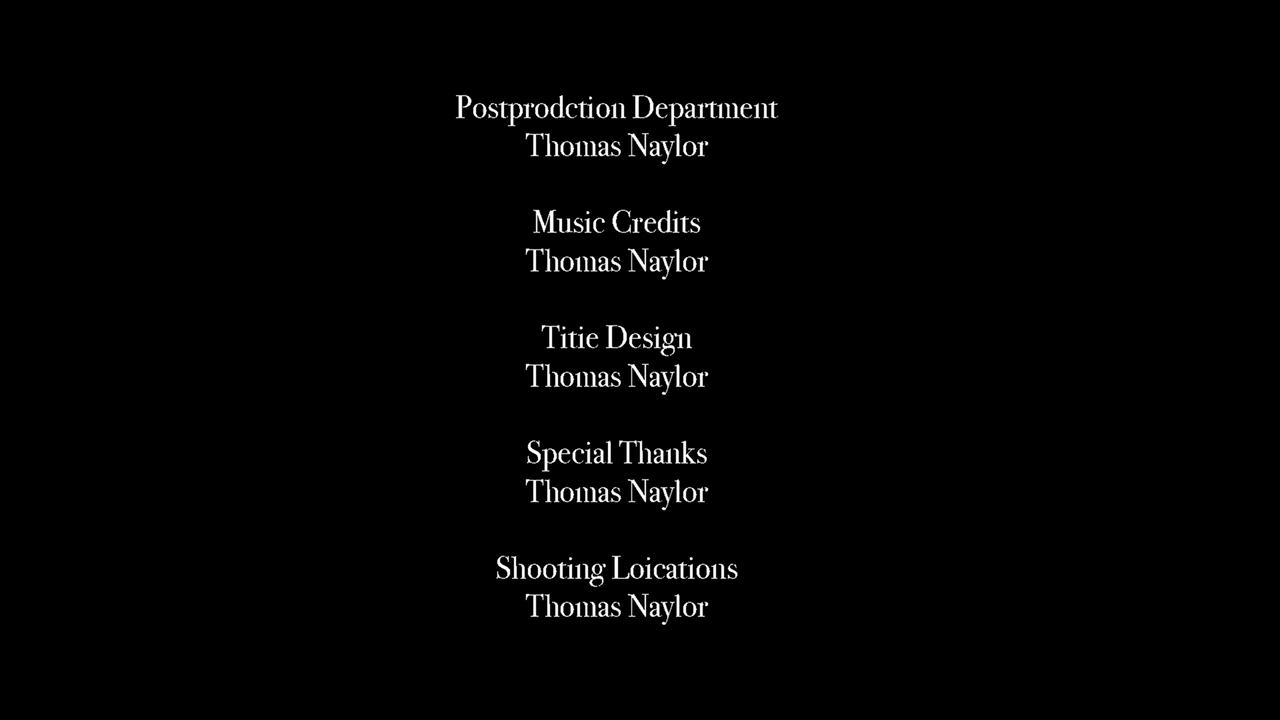 Postprodction Department
Thomas Naylor
Music Credits
Thomas Naylor
Titie Design
Thomas Naylor
Special Thanks
Thomas Naylor
Shooting Loications
Thomas Naylor